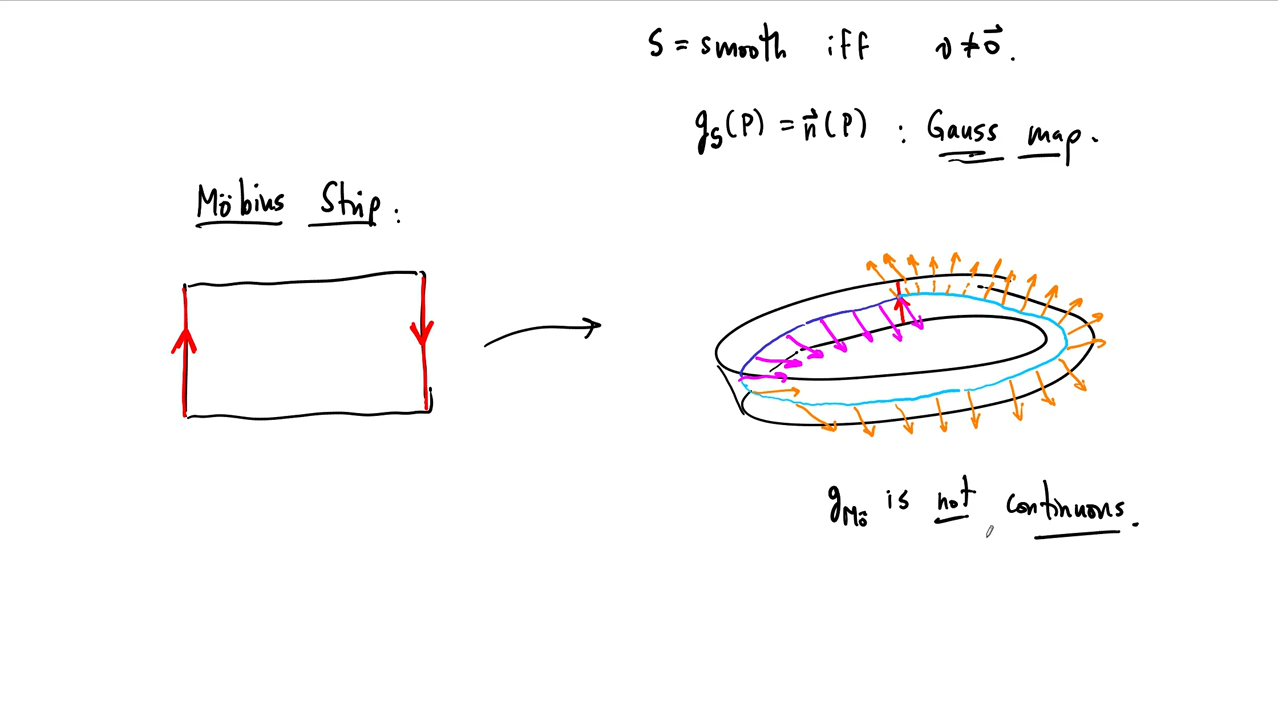 S = smooth iff ν ≠ 0⃗.
g_S(P) = n⃗(P) : Gauss map.
Möbius Strip :
g_Mö is not continuous.